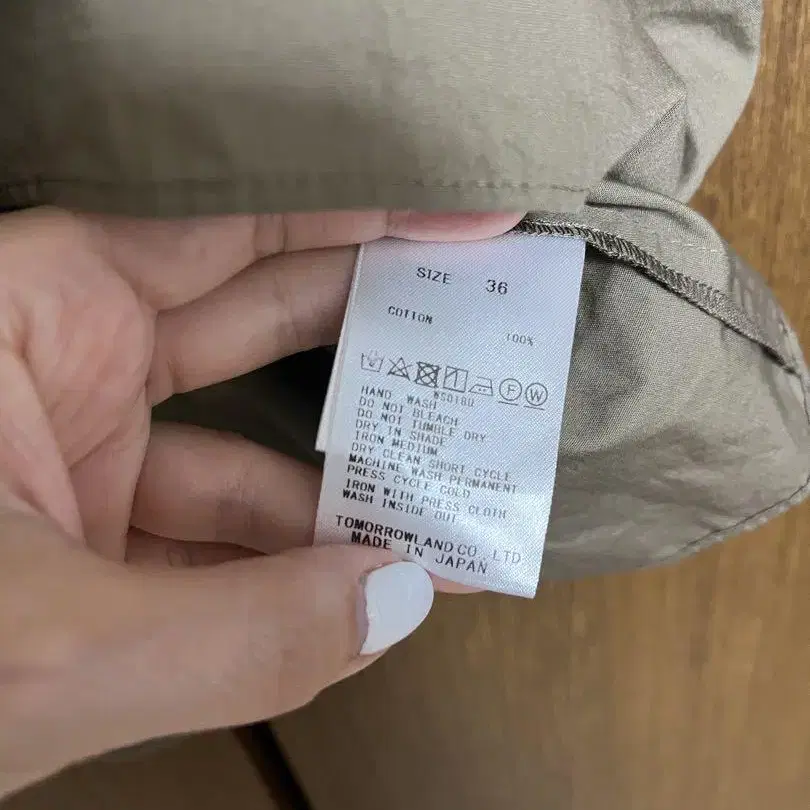 SIZE 36
COTTON
100%
F W
WS018U
HAND WASH
DO NOT BLEACH
DO NOT TUMBLE DRY
DRY IN SHADE
IRON MEDIUM
DRY CLEAN SHORT CYCLE
MACHINE WASH PERMANENT
PRESS CYCLE COLD
IRON WITH PRESS CLOTH
WASH INSIDE OUT
TOMORROWLAND CO., LTD
MADE IN JAPAN